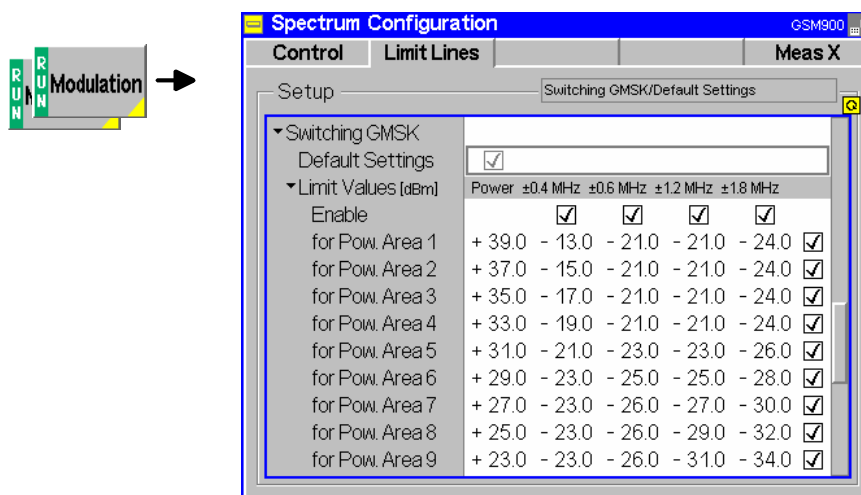 Spectrum Configuration GSM900
Control Limit Lines Meas X
RUN
RUN Modulation
Setup Switching GMSK/Default Settings
Switching GMSK
Default Settings
Limit Values [dBm] Power ±0.4 MHz ±0.6 MHz ±1.2 MHz ±1.8 MHz
Enable
for Pow. Area 1 + 39.0 - 13.0 - 21.0 - 21.0 - 24.0
for Pow. Area 2 + 37.0 - 15.0 - 21.0 - 21.0 - 24.0
for Pow. Area 3 + 35.0 - 17.0 - 21.0 - 21.0 - 24.0
for Pow. Area 4 + 33.0 - 19.0 - 21.0 - 21.0 - 24.0
for Pow. Area 5 + 31.0 - 21.0 - 23.0 - 23.0 - 26.0
for Pow. Area 6 + 29.0 - 23.0 - 25.0 - 25.0 - 28.0
for Pow. Area 7 + 27.0 - 23.0 - 26.0 - 27.0 - 30.0
for Pow. Area 8 + 25.0 - 23.0 - 26.0 - 29.0 - 32.0
for Pow. Area 9 + 23.0 - 23.0 - 26.0 - 31.0 - 34.0